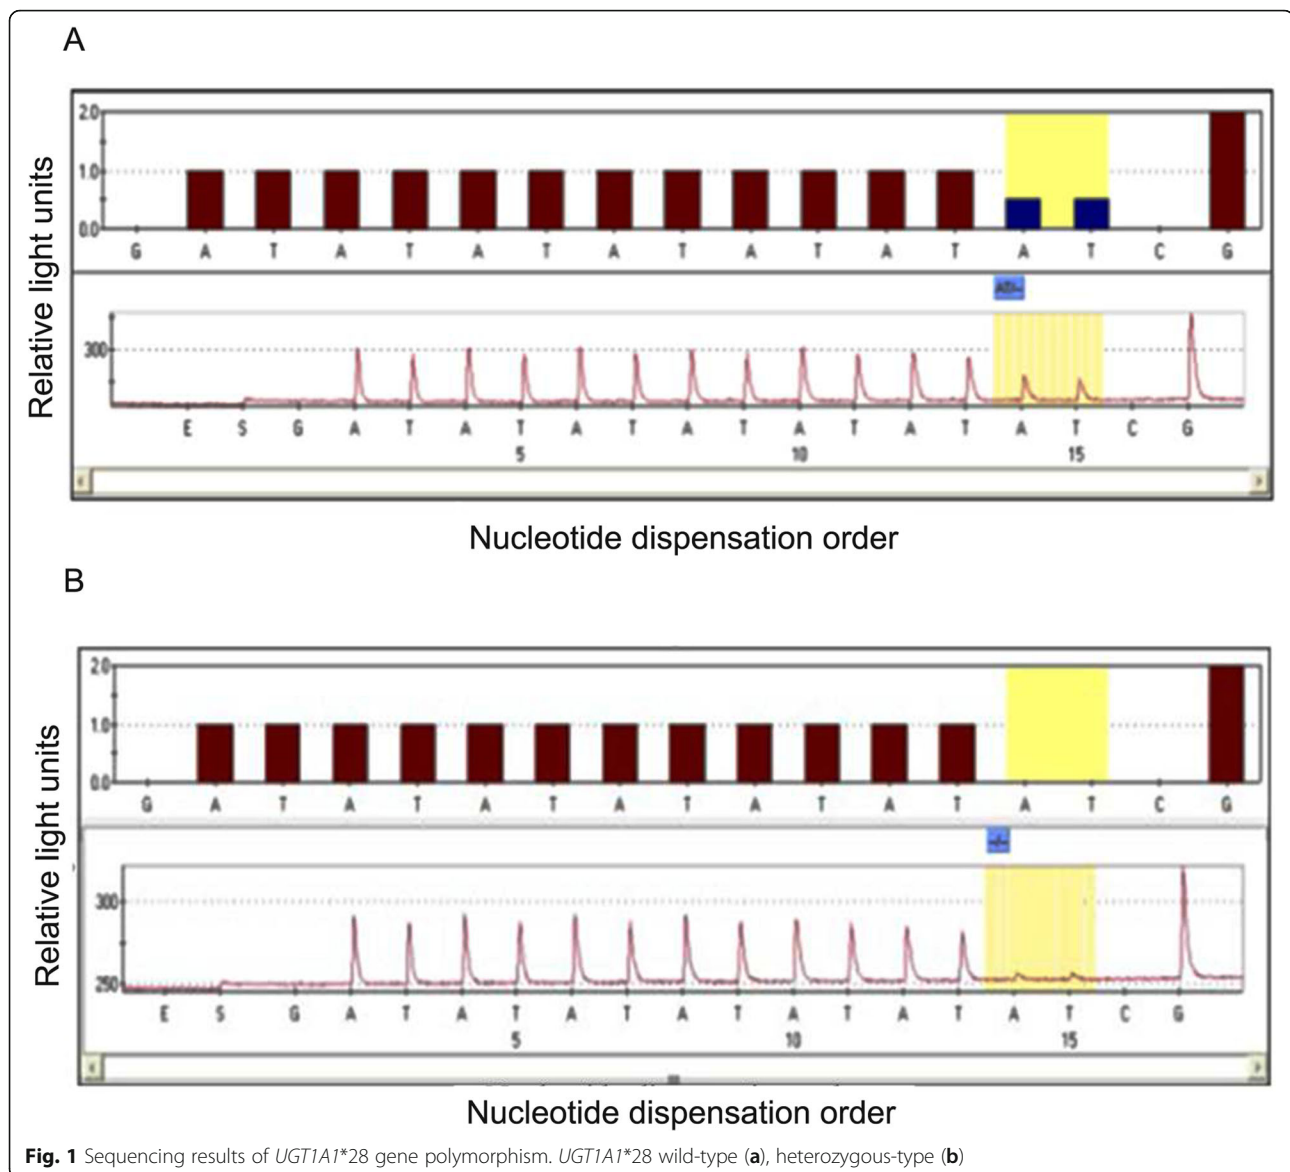 A
Relative light units
2.0
1.0
0.0
G A T A T A T A T A T A T A T C G
300
E S G A T A T A T A T A T A T A T C G
5 10 15
Nucleotide dispensation order
B
Relative light units
2.0
1.0
0.0
G A T A T A T A T A T A T A T C G
-/-
300
250
E S G A T A T A T A T A T A T A T C G
5 10 15
Nucleotide dispensation order
Fig. 1 Sequencing results of UGT1A1*28 gene polymorphism. UGT1A1*28 wild-type (a), heterozygous-type (b)